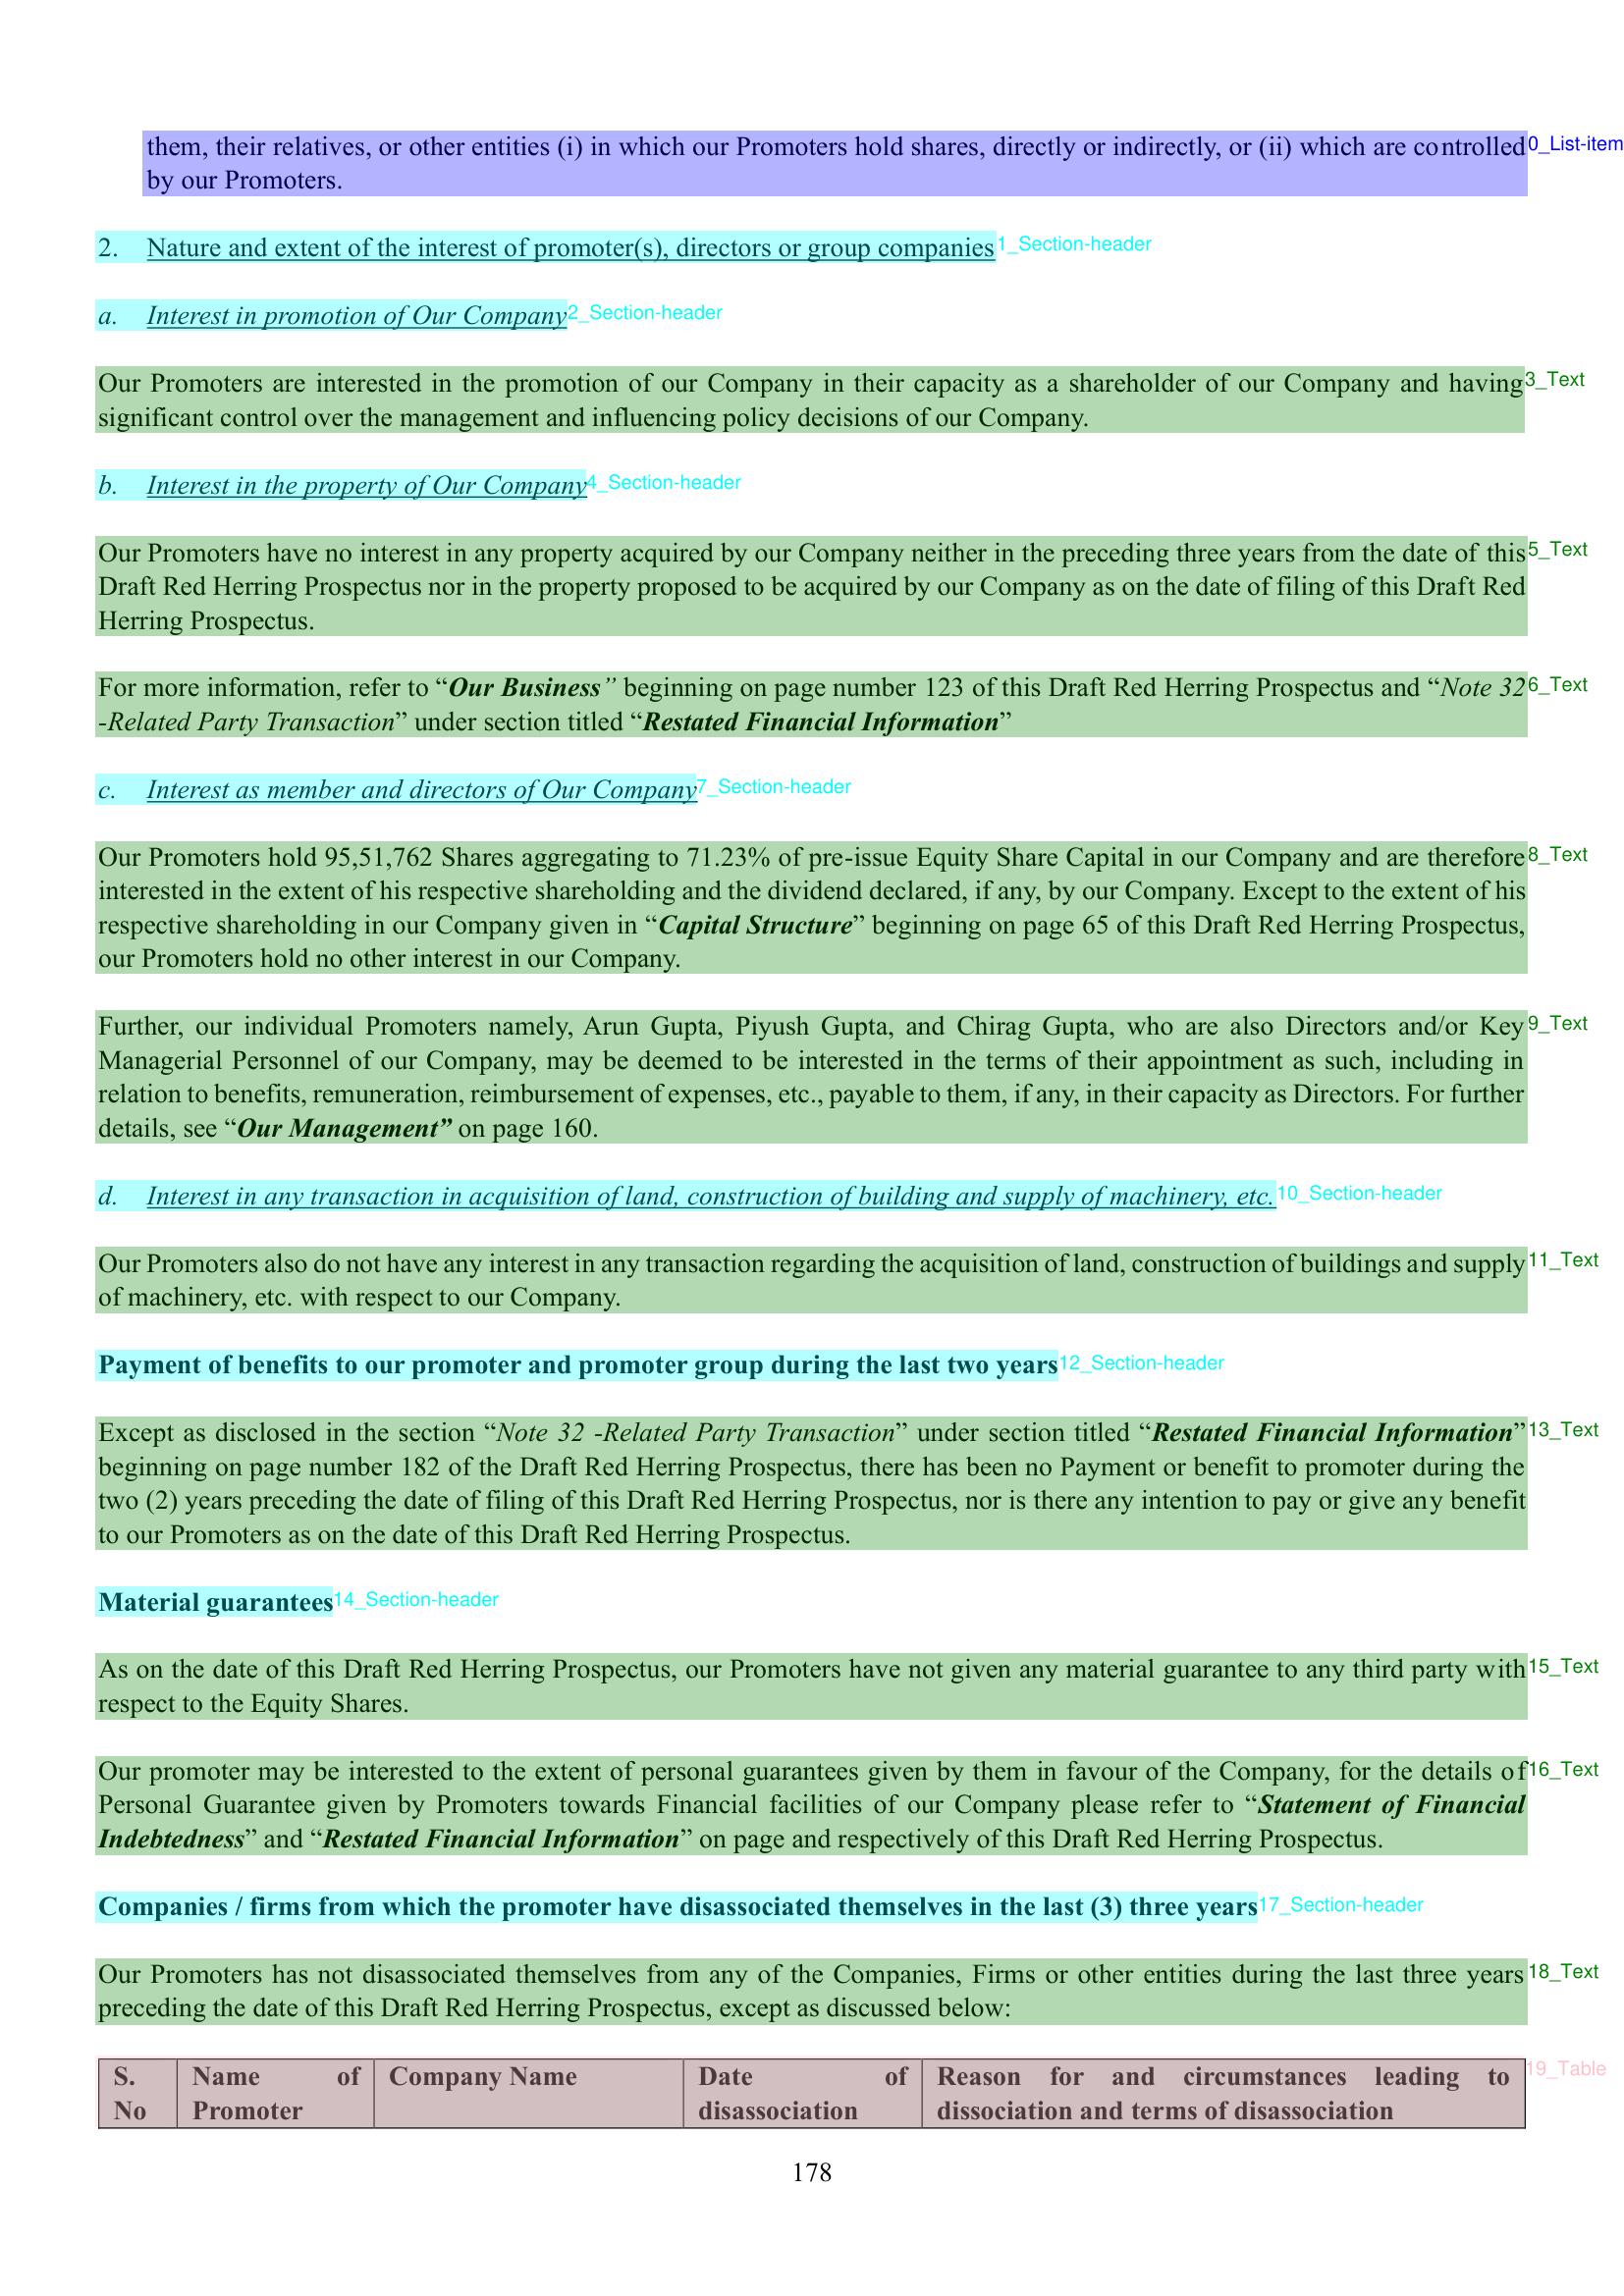 them, their relatives, or other entities (i) in which our Promoters hold shares, directly or indirectly, or (ii) which are controlled 0_List-item
by our Promoters.
2. Nature and extent of the interest of promoter(s), directors or group companies 1_Section-header
a. Interest in promotion of Our Company 2_Section-header
Our Promoters are interested in the promotion of our Company in their capacity as a shareholder of our Company and having 3_Text
significant control over the management and influencing policy decisions of our Company.
b. Interest in the property of Our Company 4_Section-header
Our Promoters have no interest in any property acquired by our Company neither in the preceding three years from the date of this 5_Text
Draft Red Herring Prospectus nor in the property proposed to be acquired by our Company as on the date of filing of this Draft Red
Herring Prospectus.
For more information, refer to “Our Business” beginning on page number 123 of this Draft Red Herring Prospectus and “Note 32 6_Text
-Related Party Transaction” under section titled “Restated Financial Information”
c. Interest as member and directors of Our Company 7_Section-header
Our Promoters hold 95,51,762 Shares aggregating to 71.23% of pre-issue Equity Share Capital in our Company and are therefore 8_Text
interested in the extent of his respective shareholding and the dividend declared, if any, by our Company. Except to the extent of his
respective shareholding in our Company given in “Capital Structure” beginning on page 65 of this Draft Red Herring Prospectus,
our Promoters hold no other interest in our Company.
Further, our individual Promoters namely, Arun Gupta, Piyush Gupta, and Chirag Gupta, who are also Directors and/or Key 9_Text
Managerial Personnel of our Company, may be deemed to be interested in the terms of their appointment as such, including in
relation to benefits, remuneration, reimbursement of expenses, etc., payable to them, if any, in their capacity as Directors. For further
details, see “Our Management” on page 160.
d. Interest in any transaction in acquisition of land, construction of building and supply of machinery, etc. 10_Section-header
Our Promoters also do not have any interest in any transaction regarding the acquisition of land, construction of buildings and supply 11_Text
of machinery, etc. with respect to our Company.
Payment of benefits to our promoter and promoter group during the last two years 12_Section-header
Except as disclosed in the section “Note 32 -Related Party Transaction” under section titled “Restated Financial Information” 13_Text
beginning on page number 182 of the Draft Red Herring Prospectus, there has been no Payment or benefit to promoter during the
two (2) years preceding the date of filing of this Draft Red Herring Prospectus, nor is there any intention to pay or give any benefit
to our Promoters as on the date of this Draft Red Herring Prospectus.
Material guarantees 14_Section-header
As on the date of this Draft Red Herring Prospectus, our Promoters have not given any material guarantee to any third party with 15_Text
respect to the Equity Shares.
Our promoter may be interested to the extent of personal guarantees given by them in favour of the Company, for the details of 16_Text
Personal Guarantee given by Promoters towards Financial facilities of our Company please refer to “Statement of Financial
Indebtedness” and “Restated Financial Information” on page and respectively of this Draft Red Herring Prospectus.
Companies / firms from which the promoter have disassociated themselves in the last (3) three years 17_Section-header
Our Promoters has not disassociated themselves from any of the Companies, Firms or other entities during the last three years 18_Text
preceding the date of this Draft Red Herring Prospectus, except as discussed below:
S. Name of Company Name Date of Reason for and circumstances leading to 19_Table
No Promoter disassociation dissociation and terms of disassociation
178